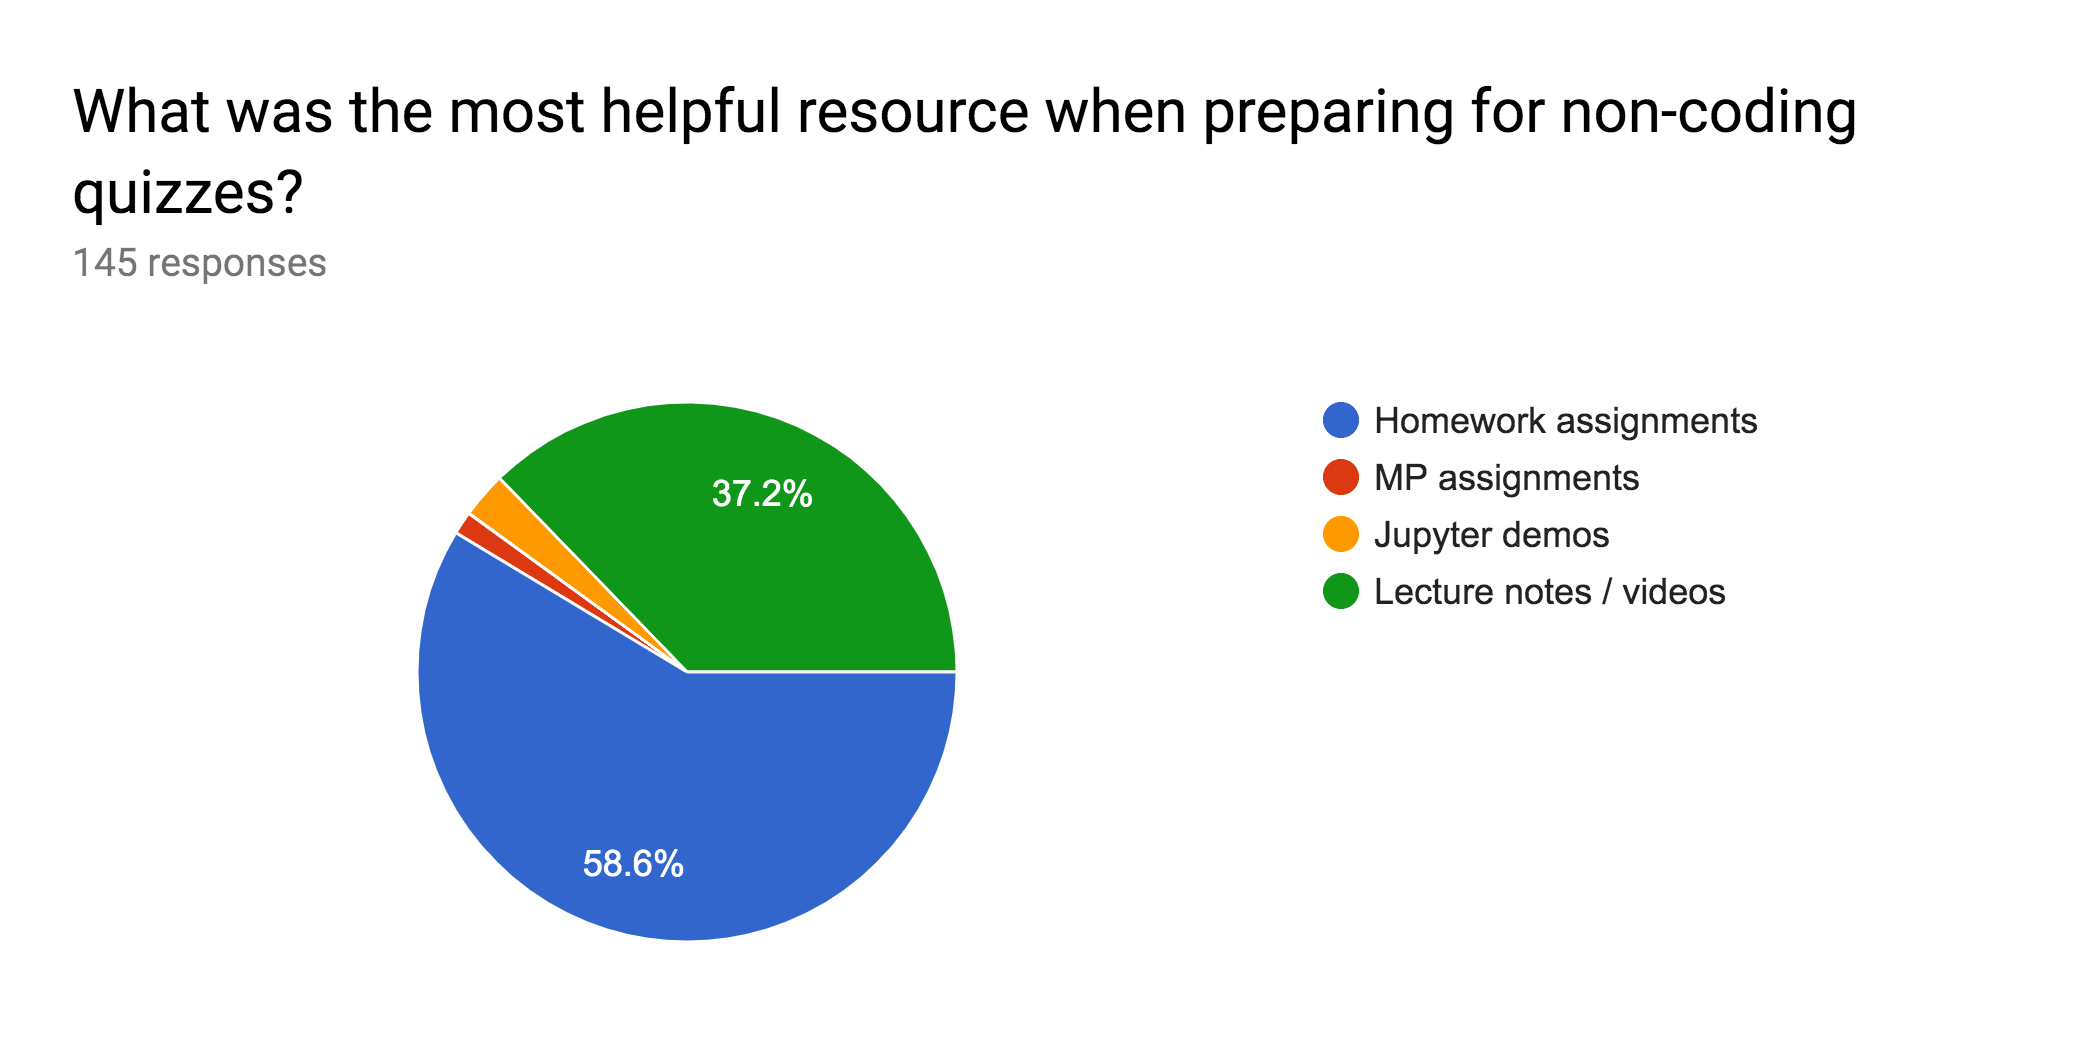 What was the most helpful resource when preparing for non-coding
quizzes?
145 responses
37.2%
58.6%
Homework assignments
MP assignments
Jupyter demos
Lecture notes / videos